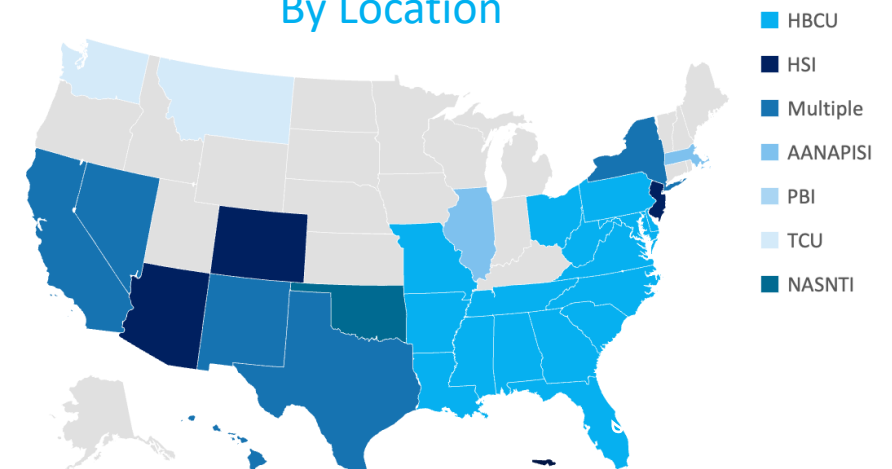 By Location
HBCU
HSI
Multiple
AANAPISI
PBI
TCU
NASNTI